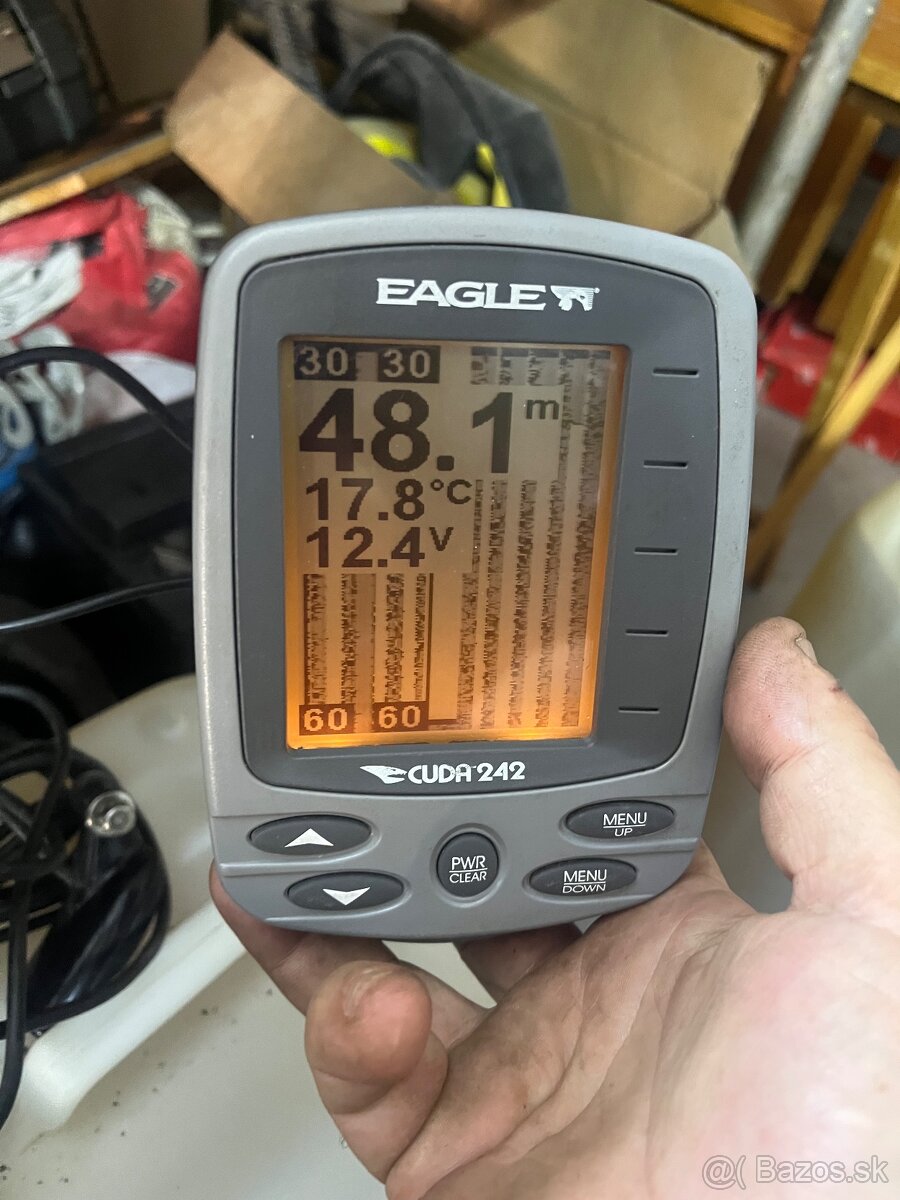 EAGLE
30 30
48.1 m
17.8°C
12.4V
60 60
CUDA 242
MENU
UP
PWR
CLEAR
MENU
DOWN
@( Bazos.sk